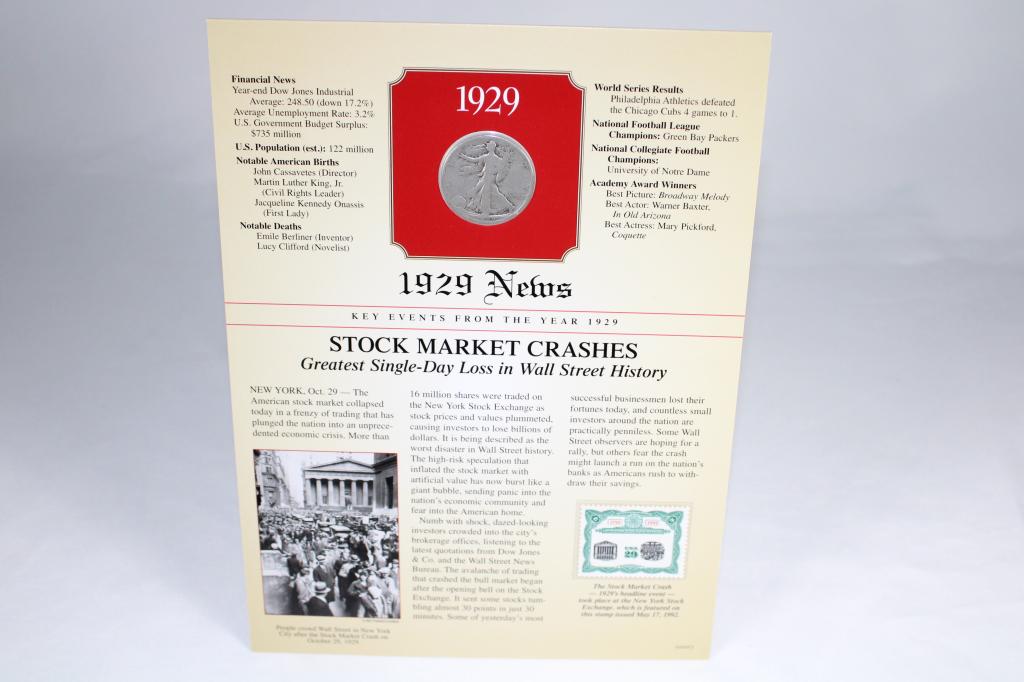 Financial News
Year-end Dow Jones Industrial
Average: 248.50 (down 17.2%)
Average Unemployment Rate: 3.2%
U.S. Government Budget Surplus:
$735 million
U.S. Population (est.): 122 million
Notable American Births
John Cassavetes (Director)
Martin Luther King, Jr.
(Civil Rights Leader)
Jacqueline Kennedy Onassis
(First Lady)
Notable Deaths
Emile Berliner (Inventor)
Lucy Clifford (Novelist)
1929
World Series Results
Philadelphia Athletics defeated
the Chicago Cubs 4 games to 1.
National Football League
Champions: Green Bay Packers
National Collegiate Football
Champions:
University of Notre Dame
Academy Award Winners
Best Picture: Broadway Melody
Best Actor: Warner Baxter,
In Old Arizona
Best Actress: Mary Pickford,
Coquette
1929 News
KEY EVENTS FROM THE YEAR 1929
STOCK MARKET CRASHES
Greatest Single-Day Loss in Wall Street History
NEW YORK, Oct. 29 — The
American stock market collapsed
today in a frenzy of trading that has
plunged the nation into an unprece-
dented economic crisis. More than
16 million shares were traded on
the New York Stock Exchange as
stock prices and values plummeted,
causing investors to lose billions of
dollars. It is being described as the
worst disaster in Wall Street history.
The high-risk speculation that
inflated the stock market with
artificial value has now burst like a
giant bubble, sending panic into the
nation's economic community and
fear into the American home.
Numb with shock, dazed-looking
investors crowded into the city's
brokerage offices, listening to the
latest quotations from Dow Jones
& Co. and the Wall Street News
Bureau. The avalanche of trading
that crashed the bull market began
after the opening bell on the Stock
Exchange. It sent some stocks tum-
bling almost 30 points in just 30
minutes. Some of yesterday's most
successful businessmen lost their
fortunes today, and countless small
investors around the nation are
practically penniless. Some Wall
Street observers are hoping for a
rally, but others fear the crash
might launch a run on the nation's
banks as Americans rush to with-
draw their savings.
People crowd Wall Street in New York
City after the Stock Market Crash on
October 29, 1929
USA
29
The Stock Market Crash
— 1929's headline event —
took place at the New York Stock
Exchange, which is featured on
this stamp issued May 17, 1992.